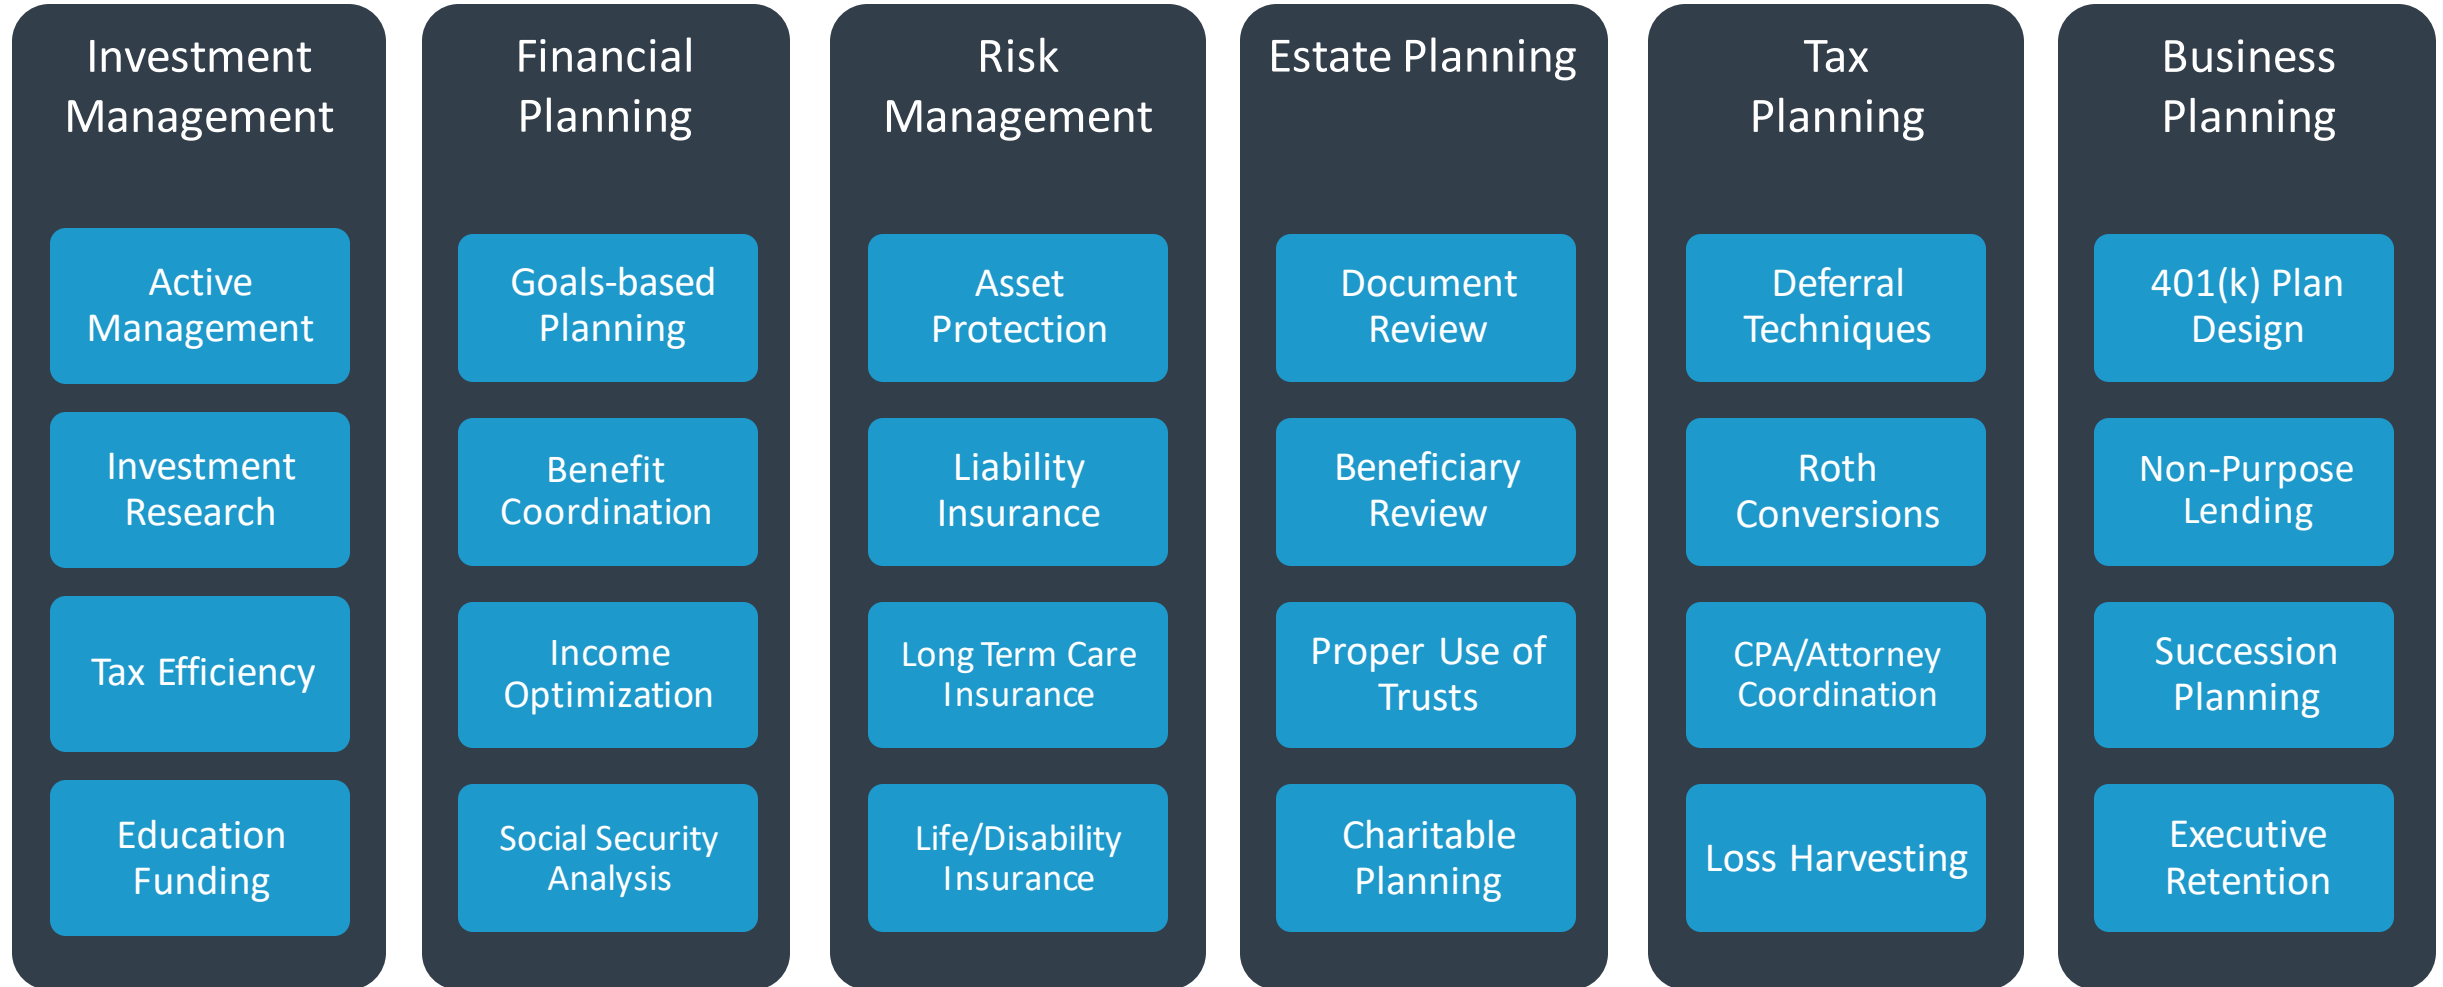 Investment
Management
Active
Management
Investment
Research
Tax Efficiency
Education
Funding
Financial
Planning
Goals-based
Planning
Benefit
Coordination
Income
Optimization
Social Security
Analysis
Risk
Management
Asset
Protection
Liability
Insurance
Long Term Care
Insurance
Life/Disability
Insurance
Estate Planning
Document
Review
Beneficiary
Review
Proper Use of
Trusts
Charitable
Planning
Tax
Planning
Deferral
Techniques
Roth
Conversions
CPA/Attorney
Coordination
Loss Harvesting
Business
Planning
401(k) Plan
Design
Non-Purpose
Lending
Succession
Planning
Executive
Retention